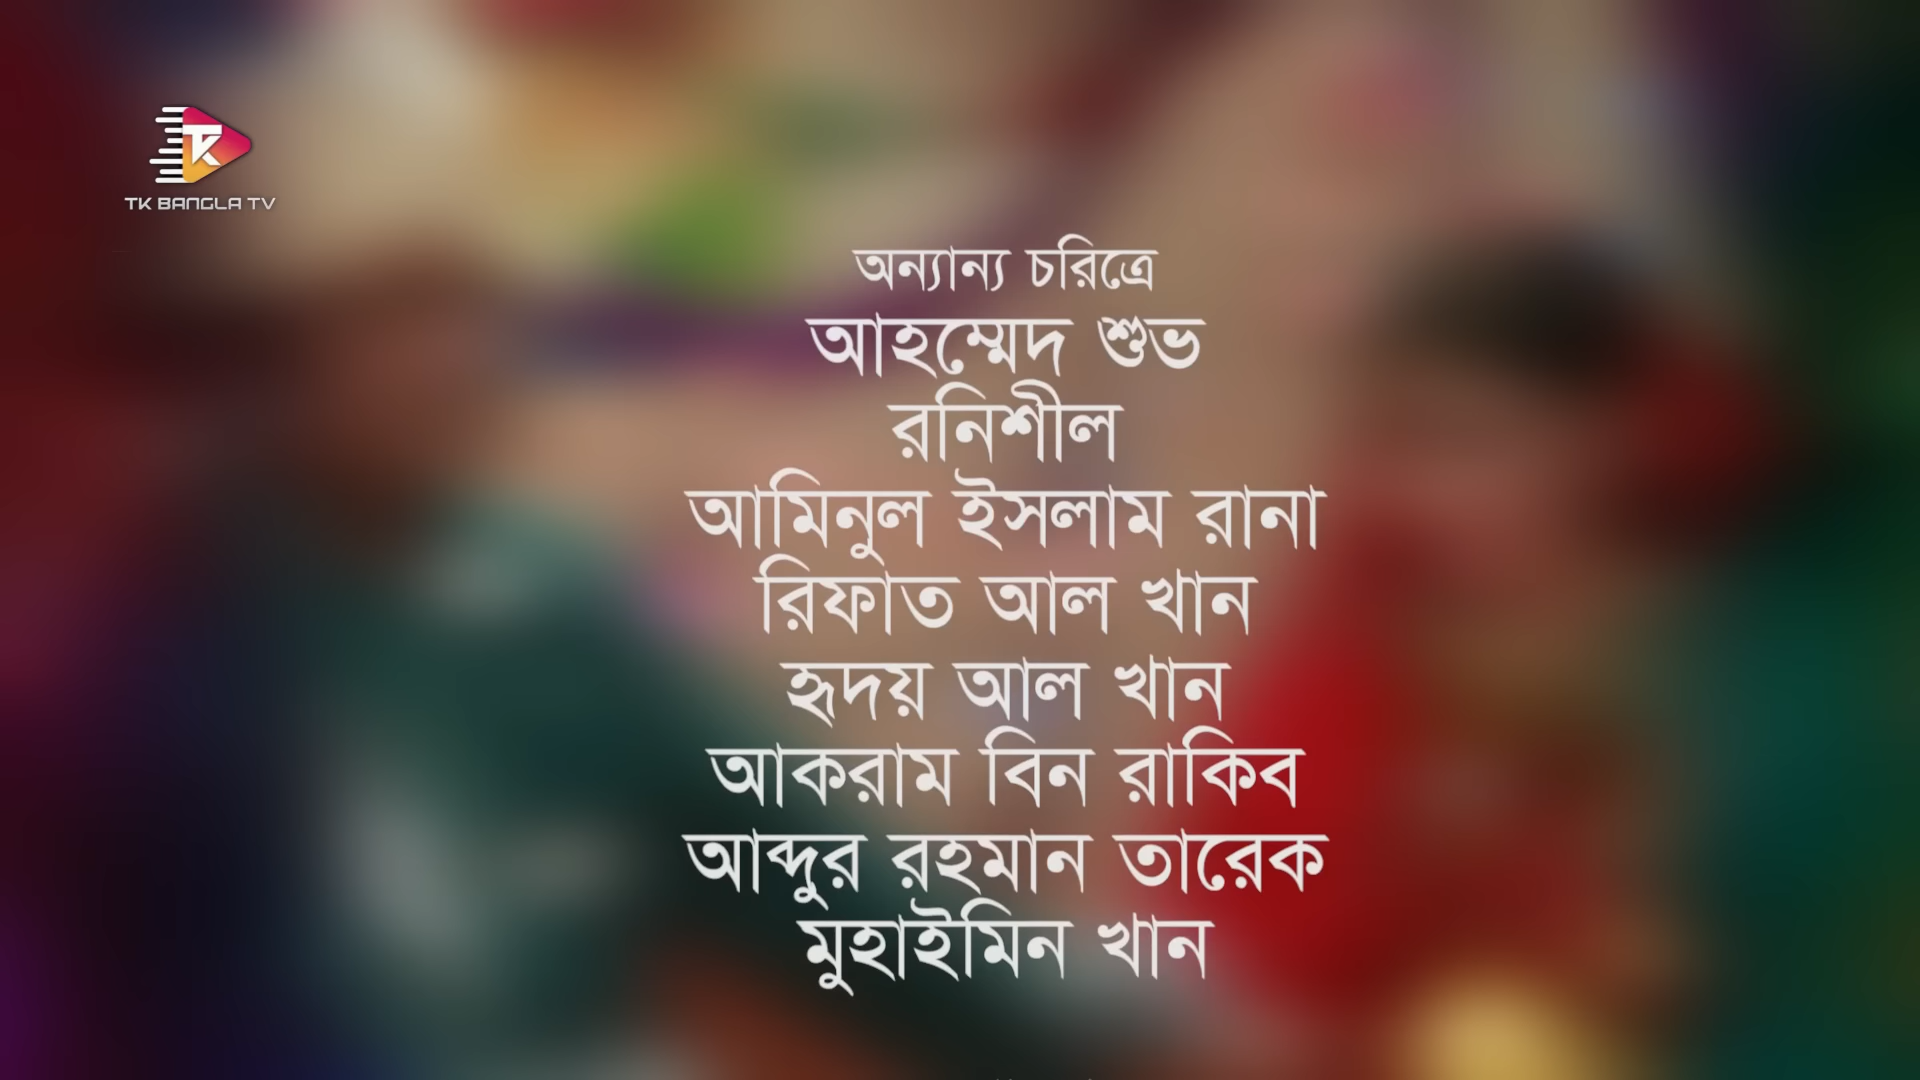 TK BANGLA TV
অন্যান্য চরিত্রে
আহম্মেদ শুভ
রনিশীল
আমিনুল ইসলাম রানা
রিফাত আল খান
হৃদয় আল খান
আকরাম বিন রাকিব
আব্দুর রহমান তারেক
মুহাইমিন খান